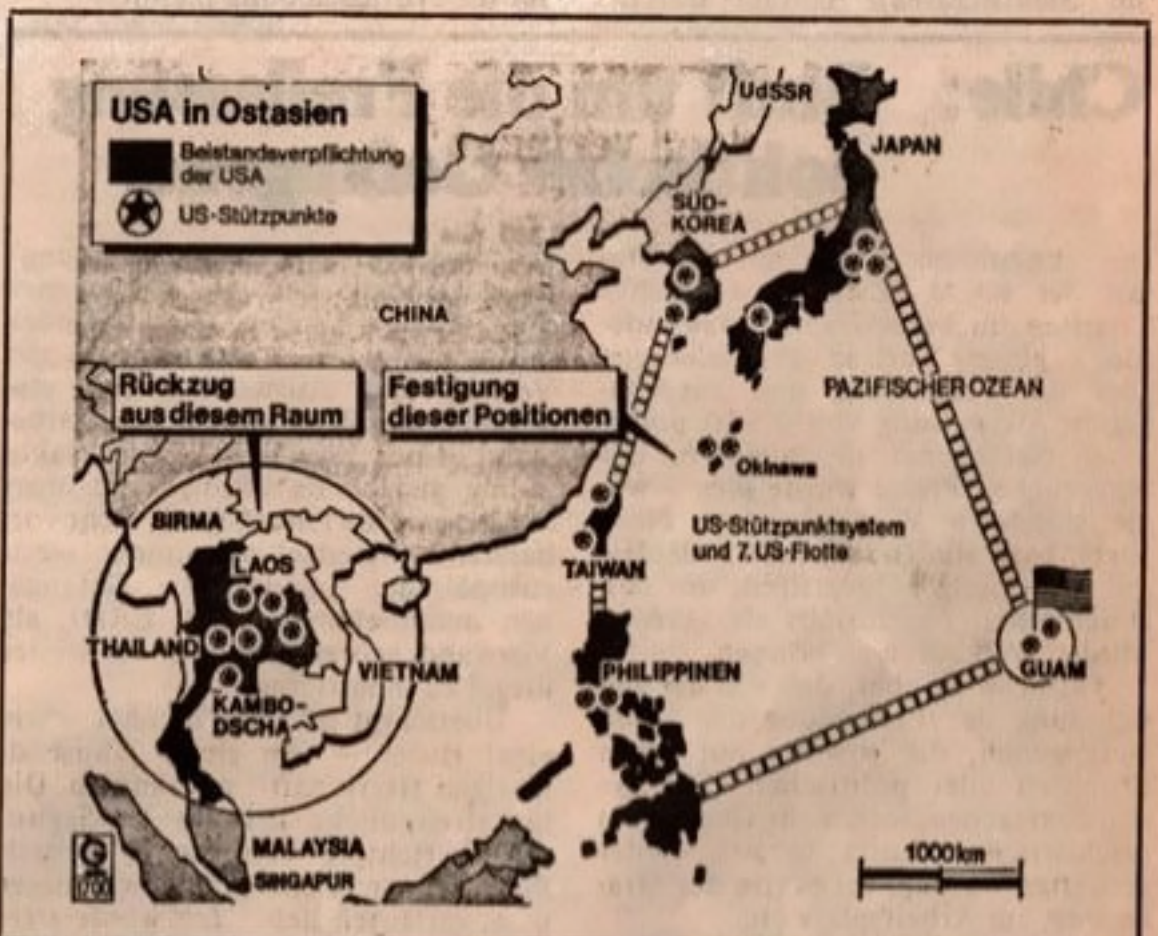 USA in Ostasien
Beistandsverpflichtung
der USA
US-Stützpunkte
UdSSR
JAPAN
SÜD-
KOREA
CHINA
Rückzug
aus diesem Raum
Festigung
dieser Positionen
PAZIFISCHER OZEAN
Okinawa
BIRMA
LAOS
US-Stützpunktsystem
und 7. US-Flotte
TAIWAN
THAILAND
VIETNAM
PHILIPPINEN
GUAM
KAMBO-
DSCHA
MALAYSIA
SINGAPUR
1000km
G
1700